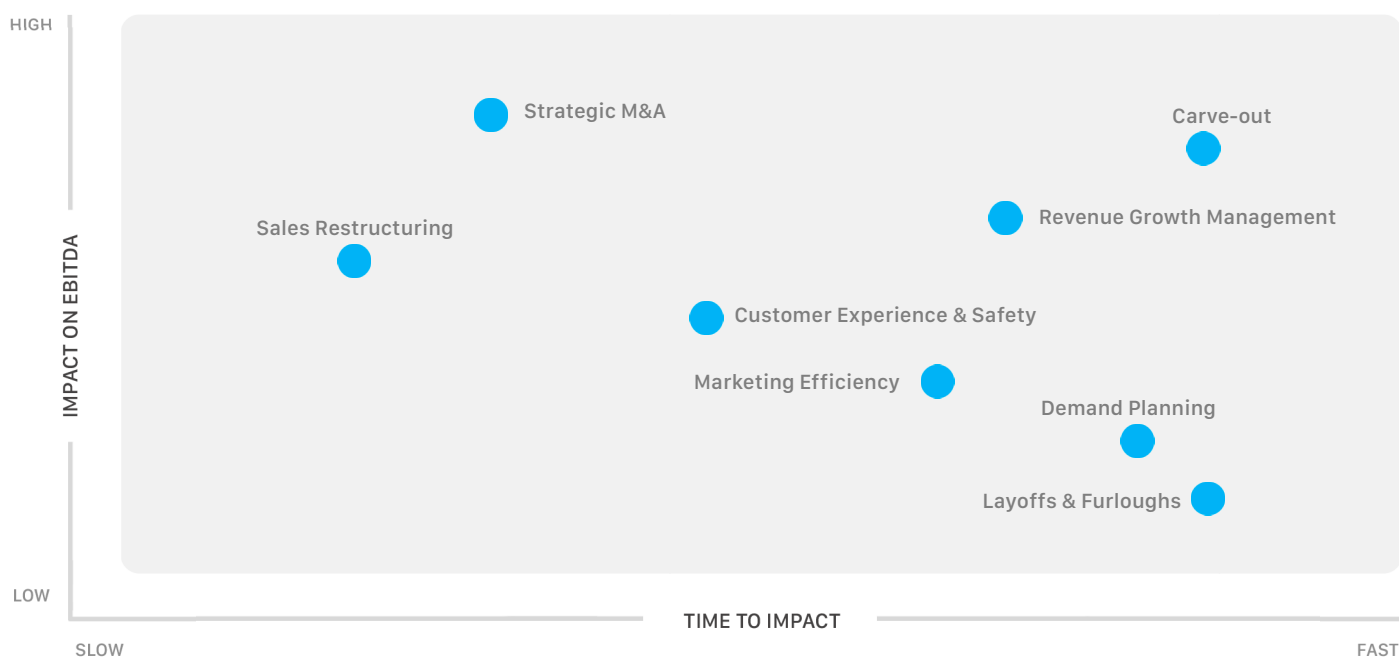 HIGH
Strategic M&A
Carve-out
Revenue Growth Management
Sales Restructuring
IMPACT ON EBITDA
Customer Experience & Safety
Marketing Efficiency
Demand Planning
Layoffs & Furloughs
LOW
TIME TO IMPACT
SLOW
FAST